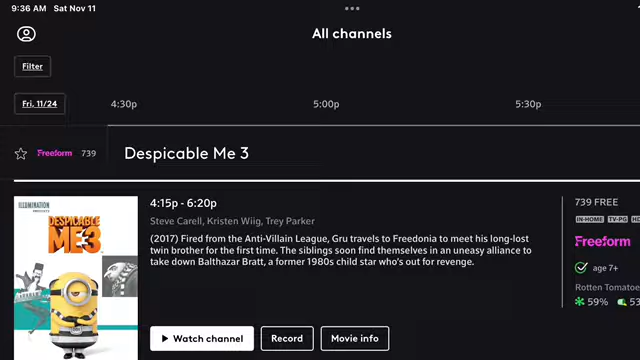 9:36 AM Sat Nov 11
All channels
Filter
Fri, 11/24 4:30p 5:00p 5:30p
Freeform 739 Despicable Me 3
4:15p - 6:20p
Steve Carell, Kristen Wiig, Trey Parker
(2017) Fired from the Anti-Villain League, Gru travels to Freedonia to meet his long-lost
twin brother for the first time. The siblings soon find themselves in an uneasy alliance to
take down Balthazar Bratt, a former 1980s child star who's out for revenge.
Watch channel Record Movie info
739 FREE
IN-HOME TV-PG HD
Freeform
age 7+
Rotten Tomatoe
59% 53
ILLUMINATION
PRESENTS
DESPICABLE
ME3